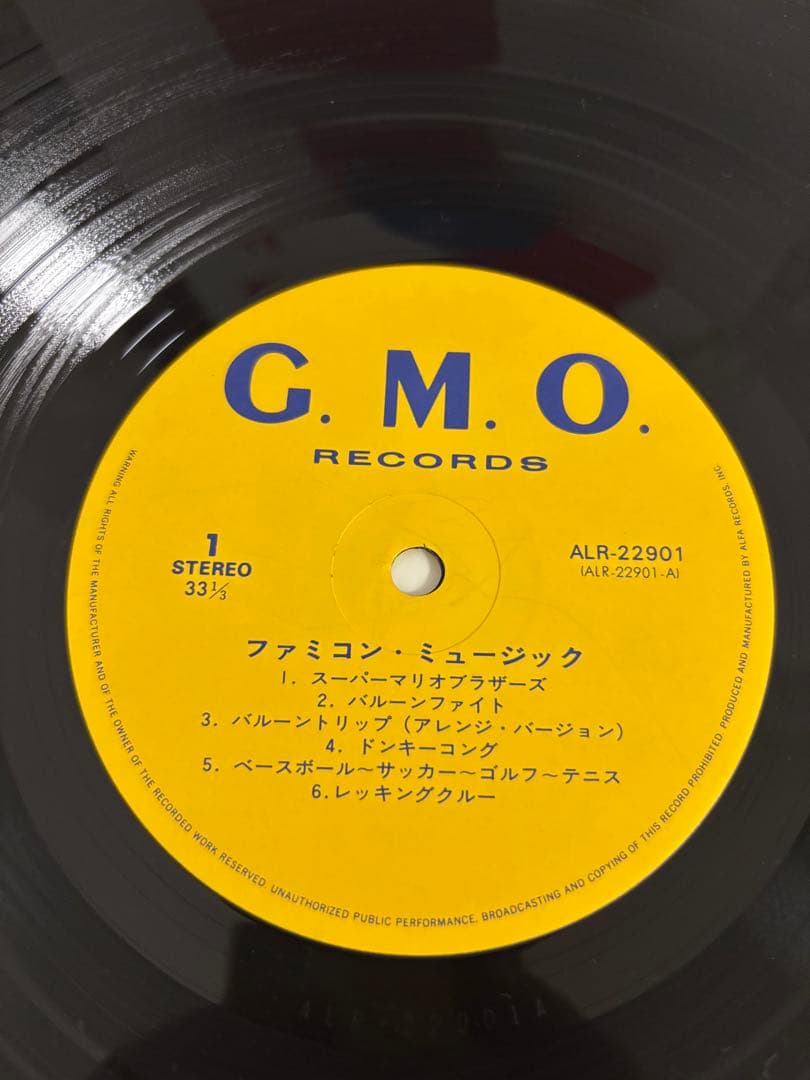 G. M. O.
RECORDS
1
STEREO
33⅓
ALR-22901
(ALR-22901-A)
ファミコン・ミュージック
1. スーパーマリオブラザーズ
2. バルーンファイト
3. バルーントリップ（アレンジ・バージョン）
4. ドンキーコング
5. ベースボール〜サッカー〜ゴルフ〜テニス
6.レッキングクルー
WARNING ALL RIGHTS OF THE MANUFACTURER AND OF THE OWNER OF THE RECORDED WORK RESERVED. UNAUTHORIZED PUBLIC PERFORMANCE, BROADCASTING AND COPYING OF THIS RECORD PROHIBITED. PRODUCED AND MANUFACTURED BY ALFA RECORDS, INC.